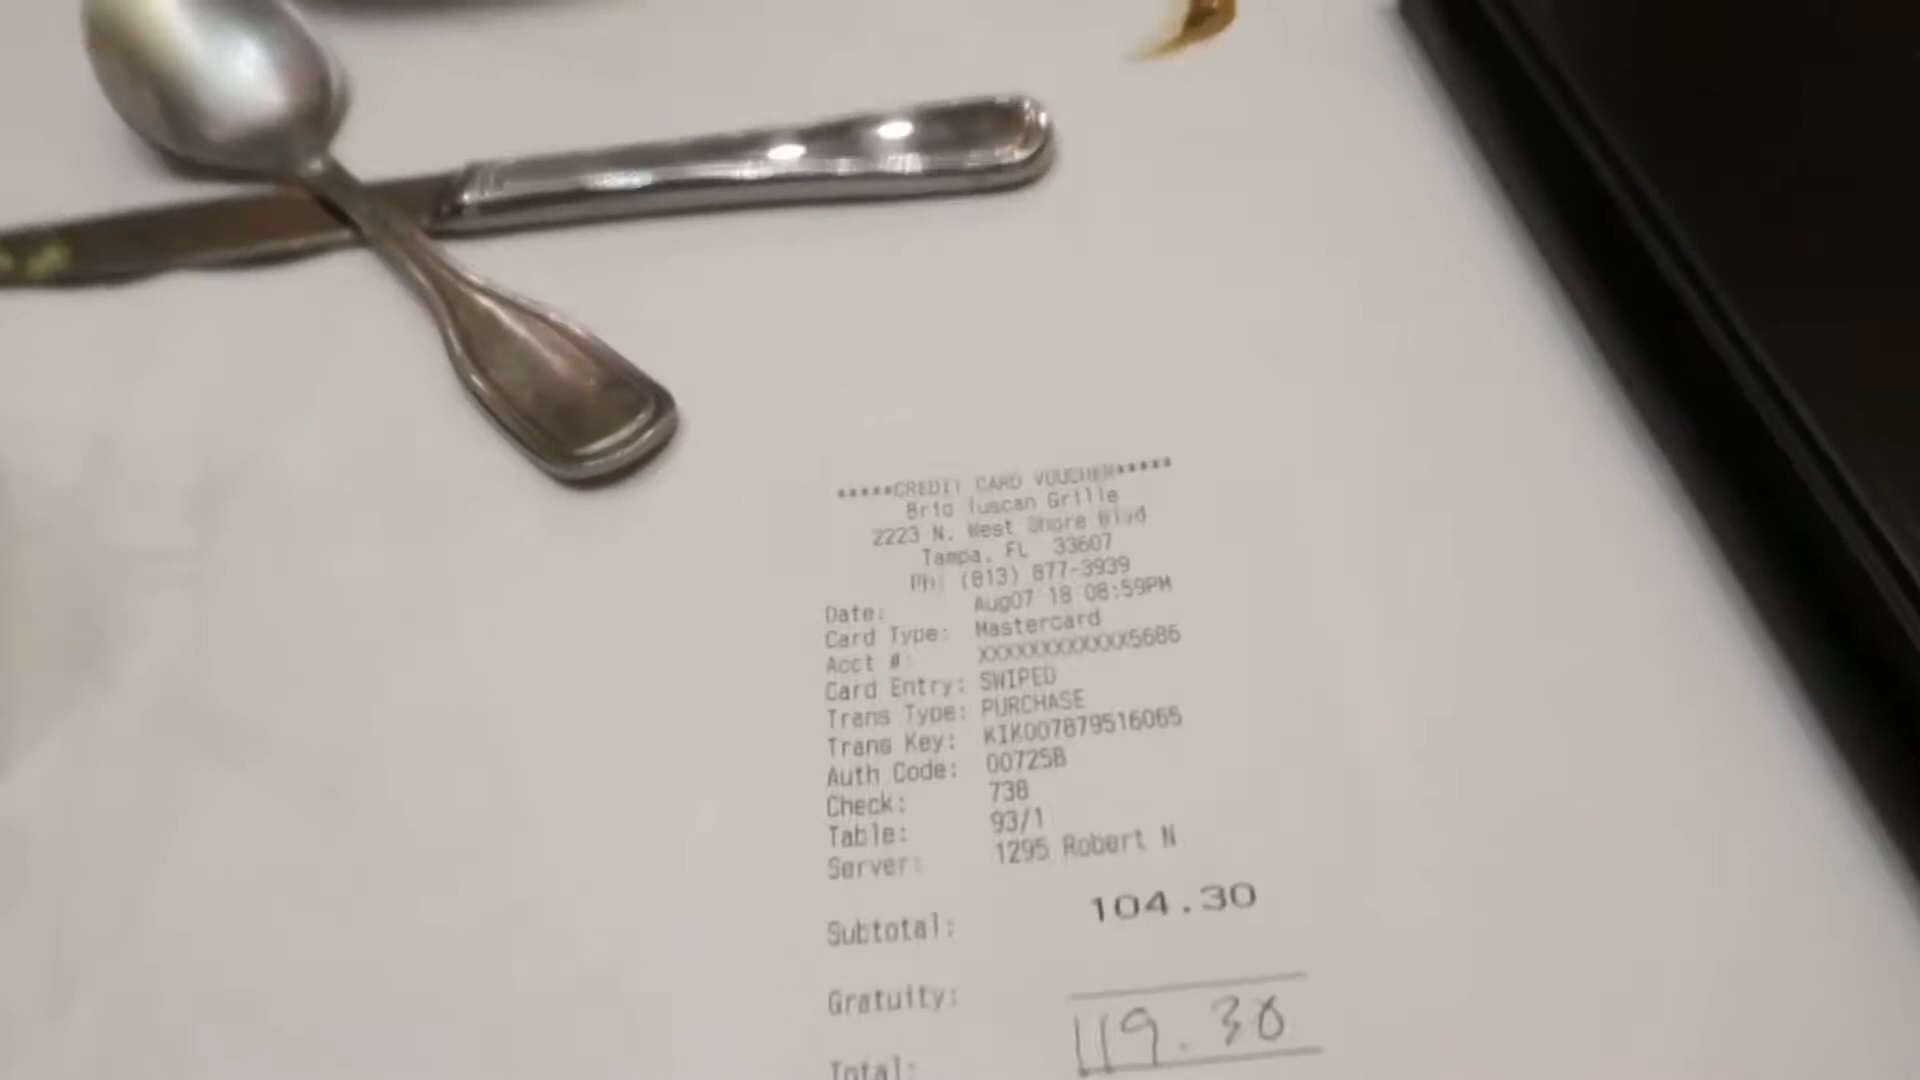 *****CREDIT CARD VOUCHER*****
Brio Tuscan Grille
2223 N. West Shore Blvd
Tampa, FL 33607
Ph: (813) 877-3939
Date: Aug07'18 08:59PM
Card Type: Mastercard
Acct #: XXXXXXXXXXXX5686
Card Entry: SWIPED
Trans Type: PURCHASE
Trans Key: KIK007879516065
Auth Code: 00725B
Check: 738
Table: 93/1
Server: 1295 Robert N
Subtotal: 104.30
Gratuity:
Total: 119.30